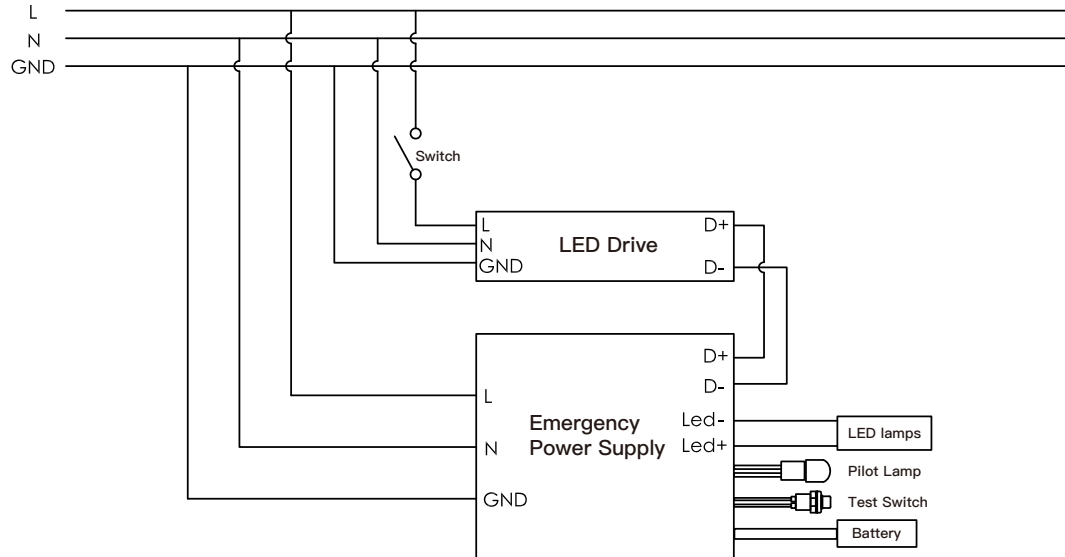 L
N
GND
Switch
L
N
GND
LED Drive
D+
D-
L
N
GND
Emergency
Power Supply
D+
D-
Led-
Led+
LED lamps
Pilot Lamp
Test Switch
Battery